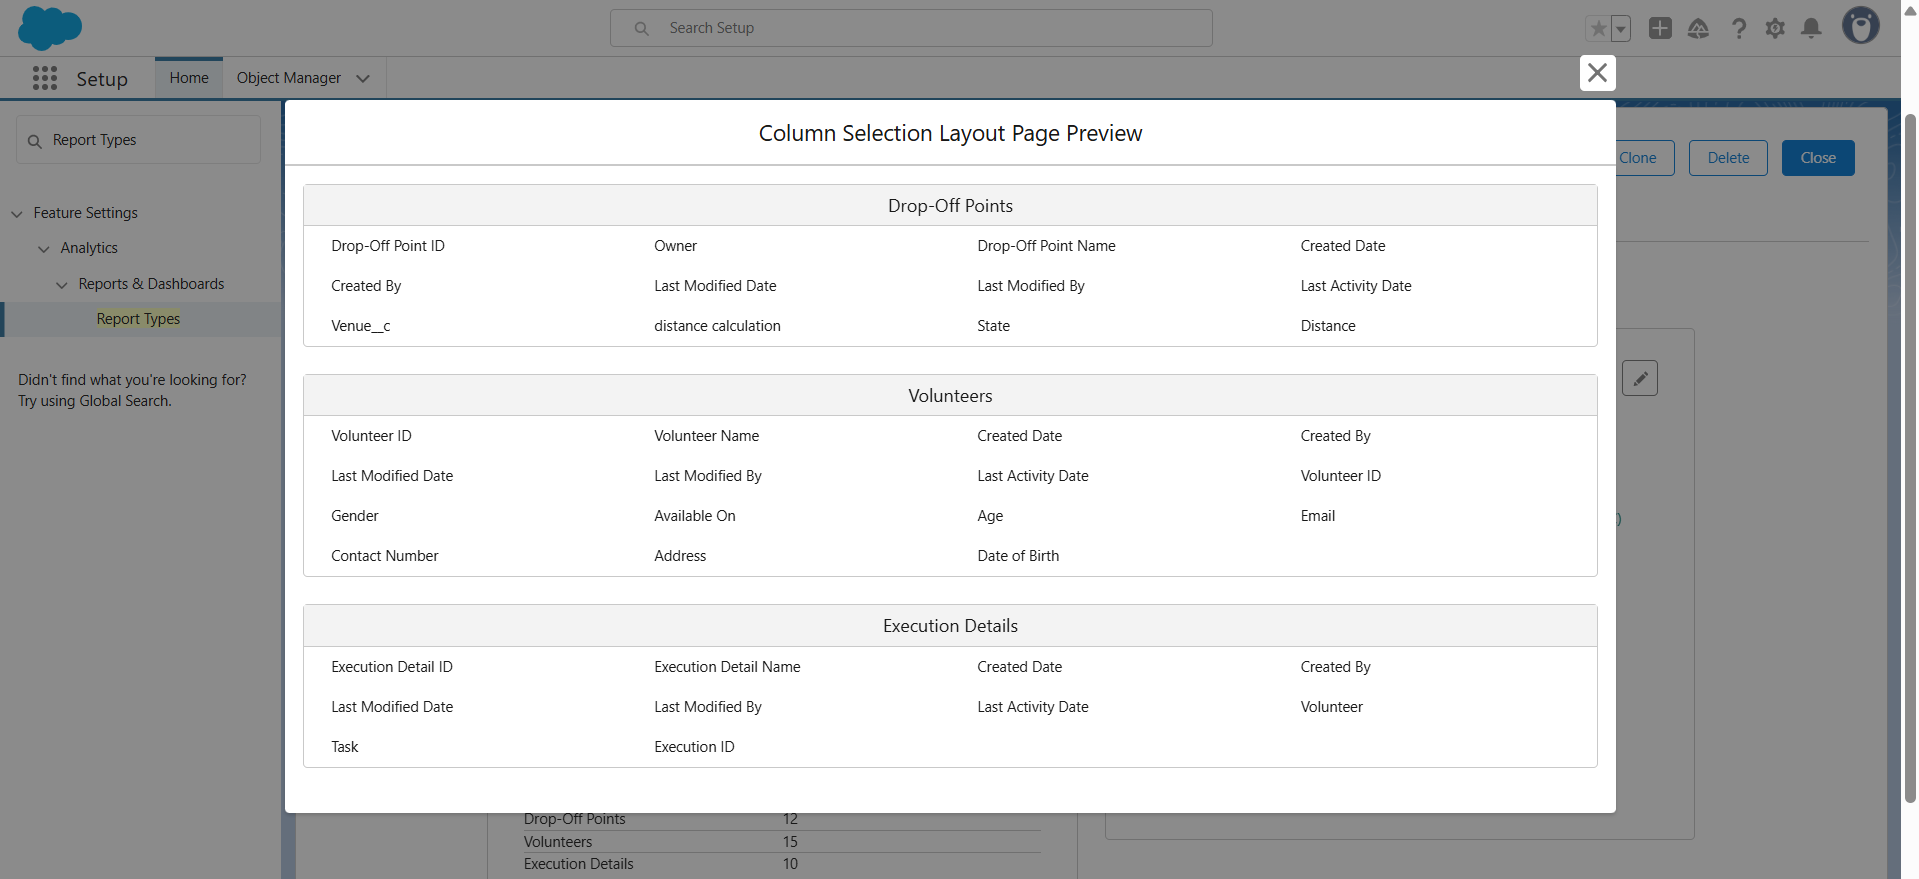 Search Setup
Setup
Home
Object Manager
Report Types
Column Selection Layout Page Preview
Clone
Delete
Close
Feature Settings
Analytics
Reports & Dashboards
Report Types
Didn't find what you're looking for?
Try using Global Search.
Drop-Off Points
Drop-Off Point ID Owner Drop-Off Point Name Created Date
Created By Last Modified Date Last Modified By Last Activity Date
Venue__c distance calculation State Distance
Volunteers
Volunteer ID Volunteer Name Created Date Created By
Last Modified Date Last Modified By Last Activity Date Volunteer ID
Gender Available On Age Email
Contact Number Address Date of Birth
Execution Details
Execution Detail ID Execution Detail Name Created Date Created By
Last Modified Date Last Modified By Last Activity Date Volunteer
Task Execution ID
Drop-Off Points 12
Volunteers 15
Execution Details 10